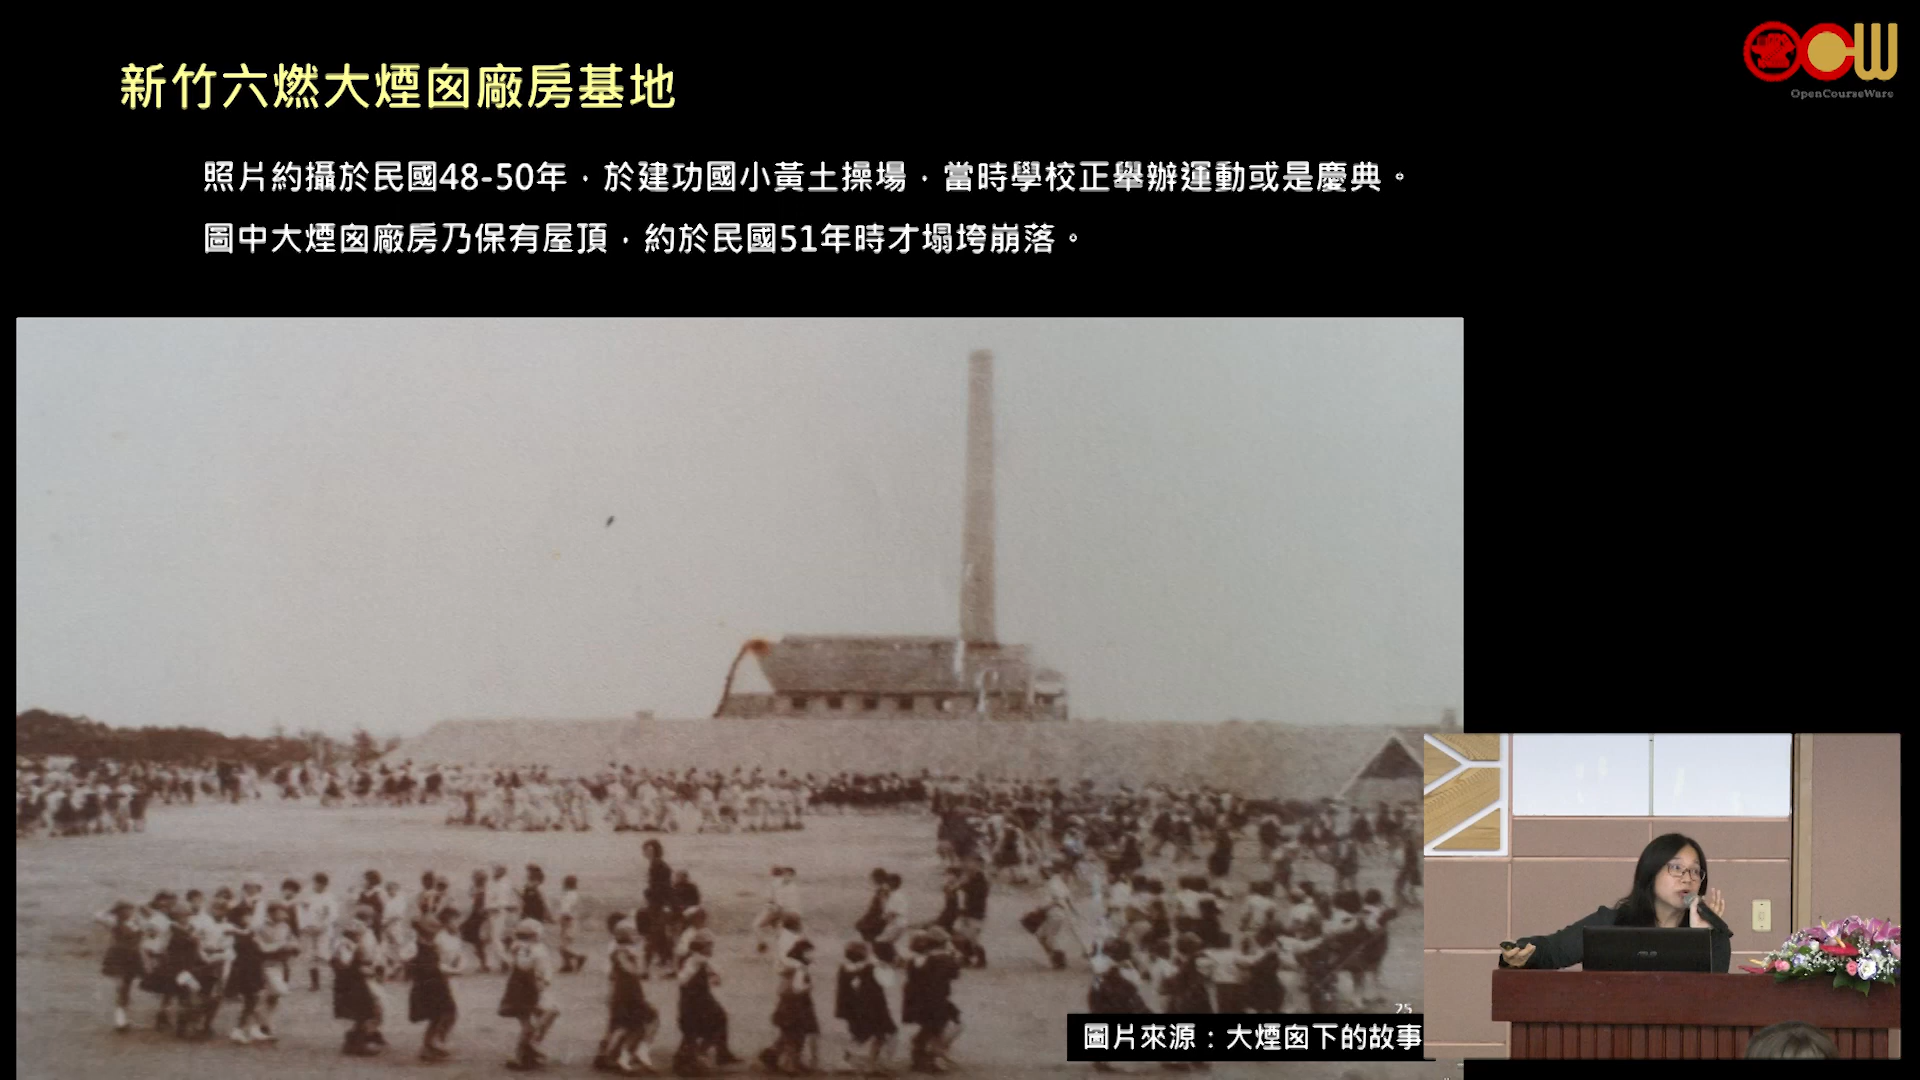 新竹六燃大煙囪廠房基地
OpenCourseWare
照片約攝於民國48-50年，於建功國小黃土操場，當時學校正舉辦運動或是慶典。
圖中大煙囪廠房乃保有屋頂，約於民國51年時才塌垮崩落。
25
圖片來源：大煙囪下的故事